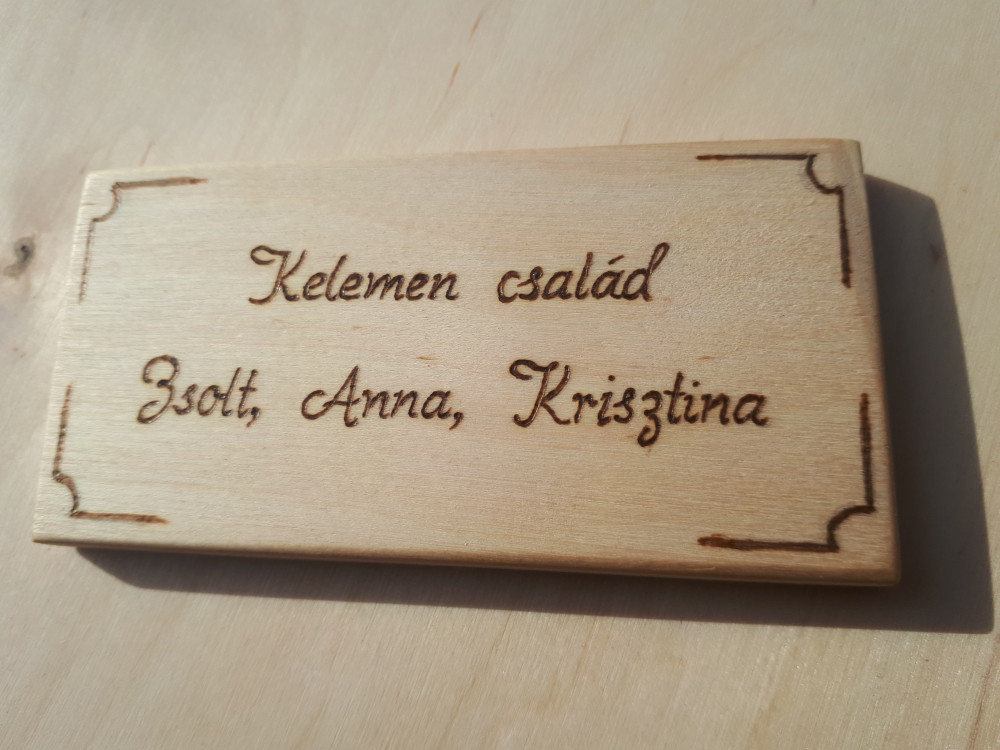 Kelemen család
Zsolt, Anna, Krisztina